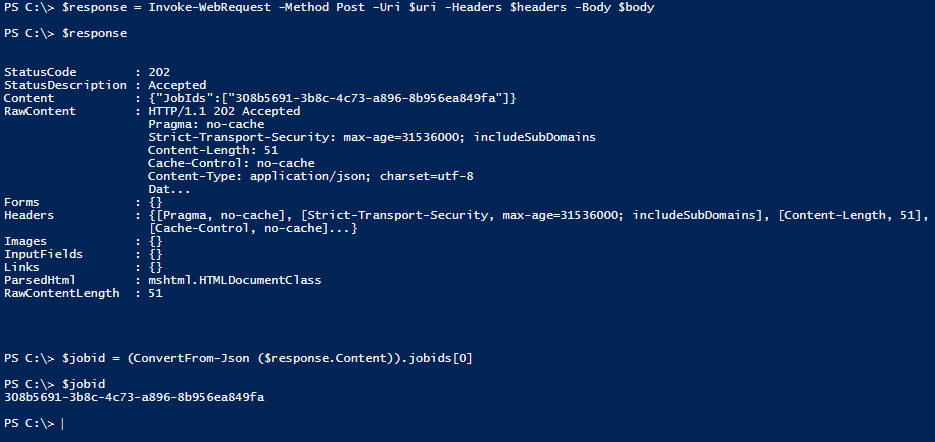 PS C:\> $response = Invoke-WebRequest -Method Post -Uri $uri -Headers $headers -Body $body
PS C:\> $response
StatusCode        : 202
StatusDescription : Accepted
Content           : {"JobIds":["308b5691-3b8c-4c73-a896-8b956ea849fa"]}
RawContent        : HTTP/1.1 202 Accepted
                    Pragma: no-cache
                    Strict-Transport-Security: max-age=31536000; includeSubDomains
                    Content-Length: 51
                    Cache-Control: no-cache
                    Content-Type: application/json; charset=utf-8
                    Dat...
Forms             : {}
Headers           : {[Pragma, no-cache], [Strict-Transport-Security, max-age=31536000; includeSubDomains], [Content-Length, 51],
                    [Cache-Control, no-cache]...}
Images            : {}
InputFields       : {}
Links             : {}
ParsedHtml        : mshtml.HTMLDocumentClass
RawContentLength  : 51
PS C:\> $jobid = (ConvertFrom-Json ($response.Content)).jobids[0]
PS C:\> $jobid
308b5691-3b8c-4c73-a896-8b956ea849fa
PS C:\>